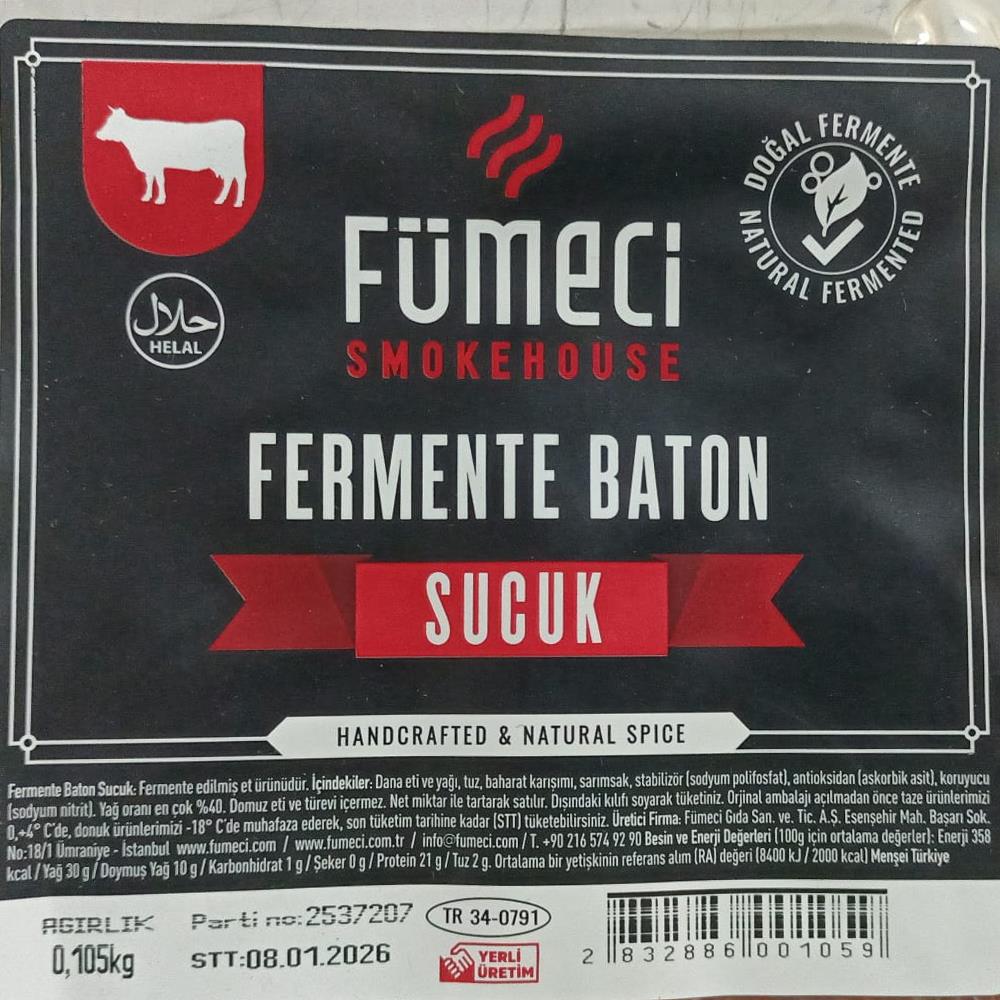 DOĞAL FERMENTE
NATURAL FERMENTED
Fümeci
SMOKEHOUSE
حلال
HELAL
FERMENTE BATON
SUCUK
HANDCRAFTED & NATURAL SPICE
Fermente Baton Sucuk: Fermente edilmiş et ürünüdür. İçindekiler: Dana eti ve yağı, tuz, baharat karışımı, sarımsak, stabilizör (sodyum polifosfat), antioksidan (askorbik asit), koruyucu
(sodyum nitrit). Yağ oranı en çok %40. Domuz eti ve türevi içermez. Net miktar ile tartarak satılır. Dışındaki kılıfı soyarak tüketiniz. Orjinal ambalajı açılmadan önce taze ürünlerimizi
0,+4° C'de, donuk ürünlerimizi -18° C'de muhafaza ederek, son tüketim tarihine kadar (STT) tüketebilirsiniz. Üretici Firma: Fümeci Gıda San. ve. Tic. A.Ş. Esenşehir Mah. Başarı Sok.
No:18/1 Ümraniye - İstanbul www.fumeci.com / www.fumeci.com.tr / info@fumeci.com / T. +90 216 574 92 90 Besin ve Enerji Değerleri (100g için ortalama değerler): Enerji 358
kcal / Yağ 30 g / Doymuş Yağ 10 g / Karbonhidrat 1 g / Şeker 0 g / Protein 21 g / Tuz 2 g. Ortalama bir yetişkinin referans alım (RA) değeri (8400 kJ / 2000 kcal) Menşei Türkiye
AGIRLIK
0,105kg
Parti no:2537207
STT:08.01.2026
TR 34-0791
YERLİ
ÜRETİM
2 832886 001059